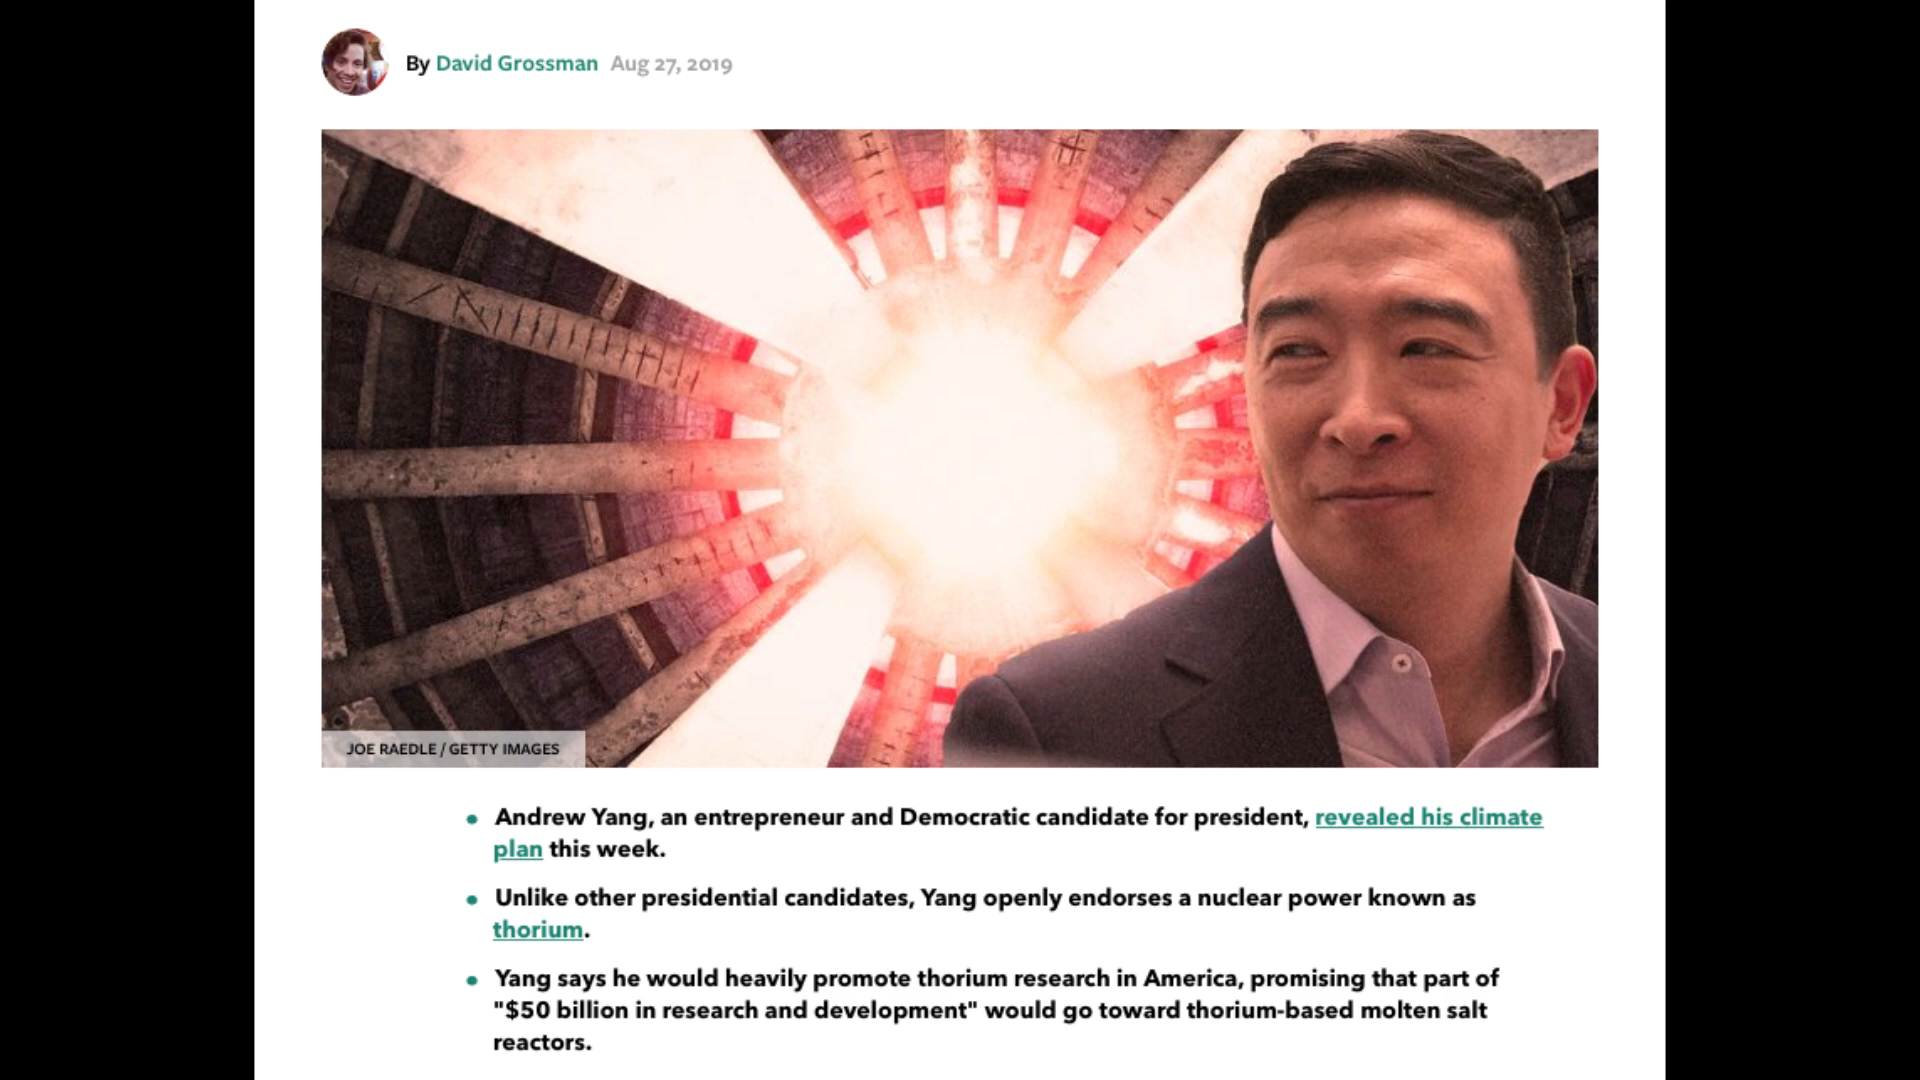 By David Grossman Aug 27, 2019
JOE RAEDLE / GETTY IMAGES
• Andrew Yang, an entrepreneur and Democratic candidate for president, revealed his climate
plan this week.
• Unlike other presidential candidates, Yang openly endorses a nuclear power known as
thorium.
• Yang says he would heavily promote thorium research in America, promising that part of
"$50 billion in research and development" would go toward thorium-based molten salt
reactors.